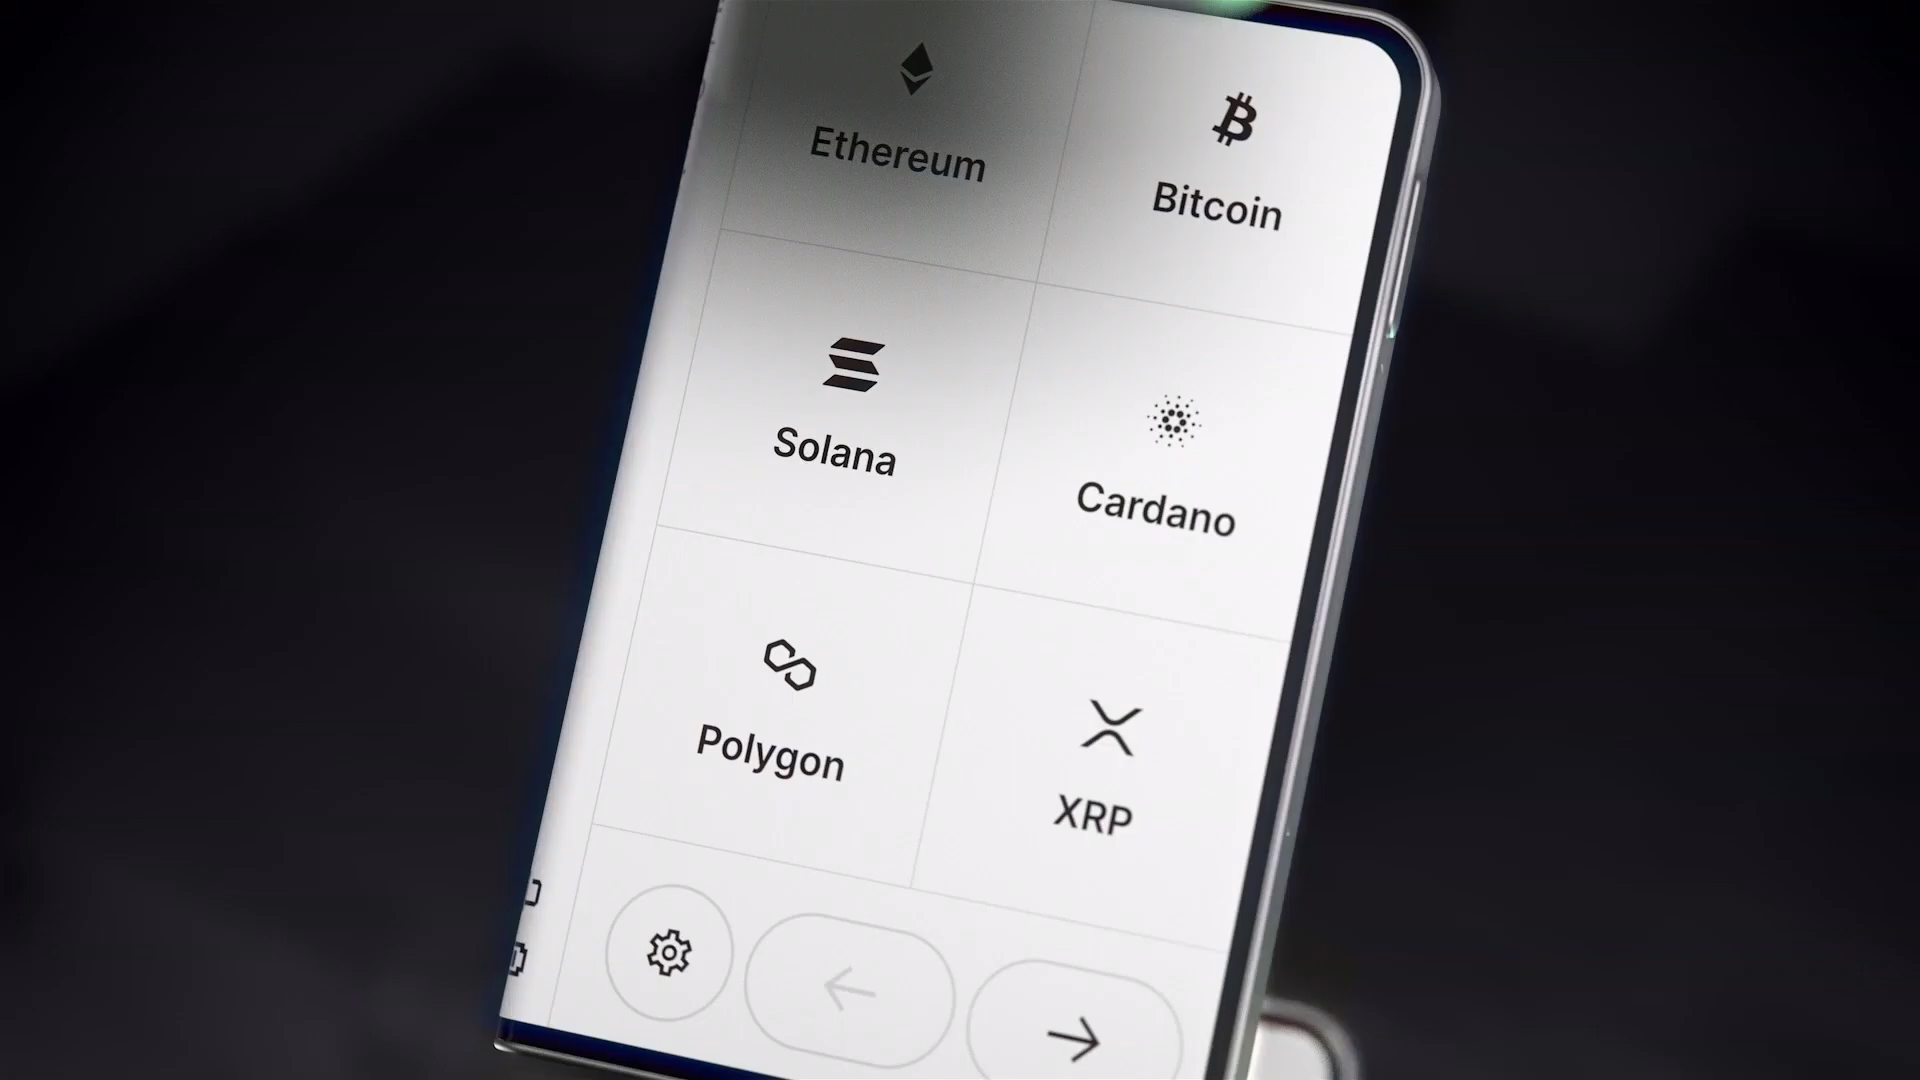 Ethereum
Bitcoin
Solana
Cardano
Polygon
XRP